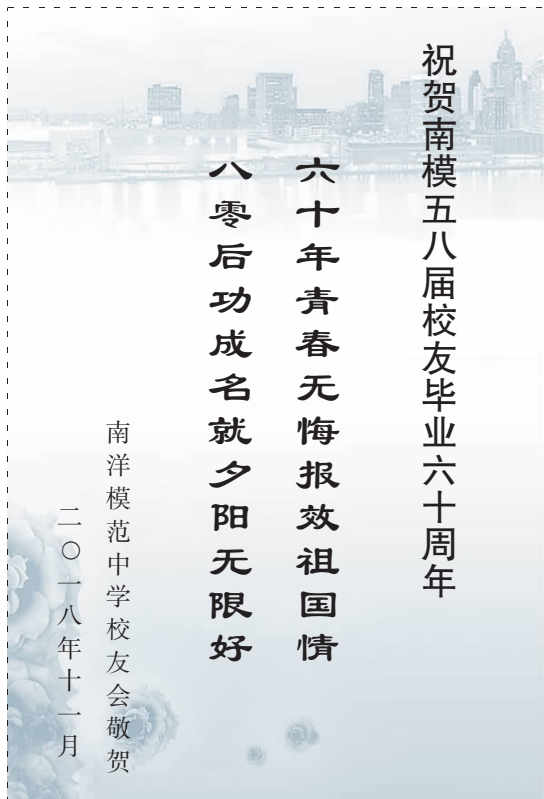 祝贺南模五八届校友毕业六十周年
六十年青春无悔报效祖国情
八零后功成名就夕阳无限好
南洋模范中学校友会敬贺
二〇一八年十一月